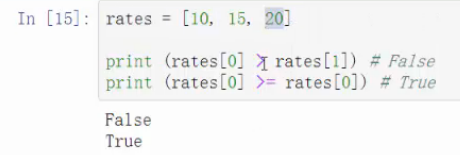 In [15]: rates = [10, 15, 20]
print (rates[0] > rates[1]) # False
print (rates[0] >= rates[0]) # True
False
True